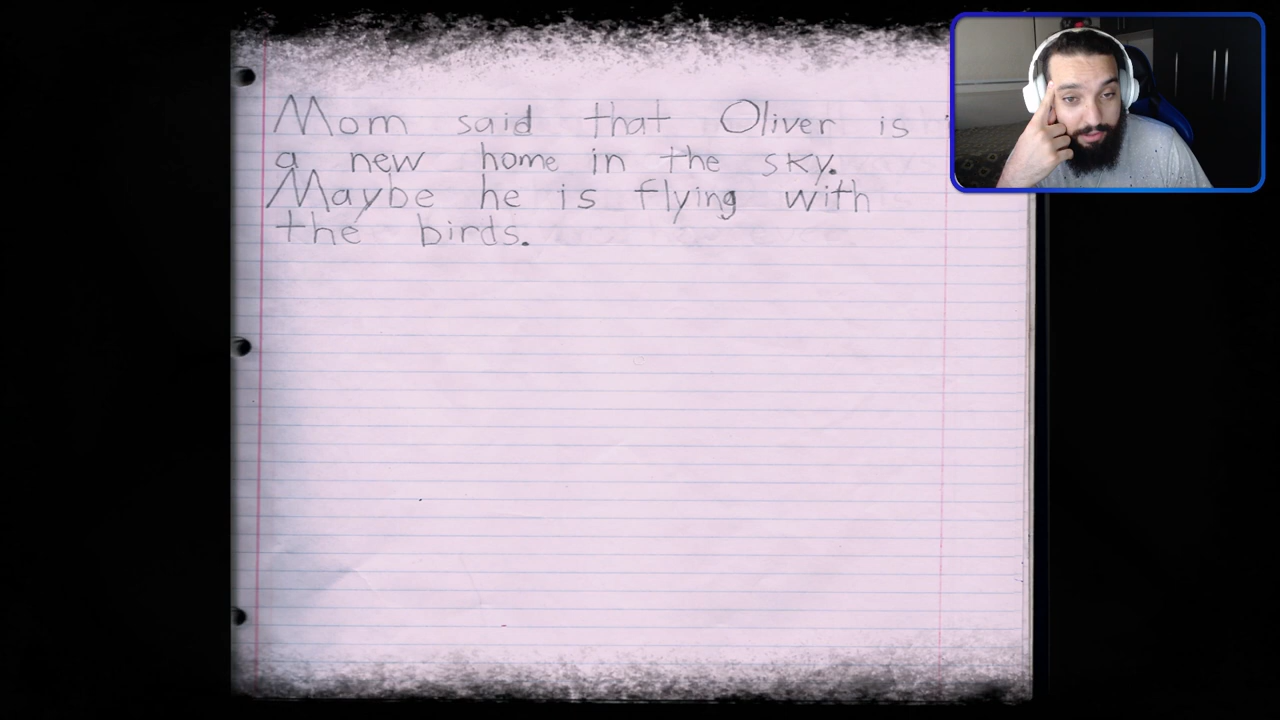 Mom said that Oliver is
a new home in the sky.
Maybe he is flying with
the birds.